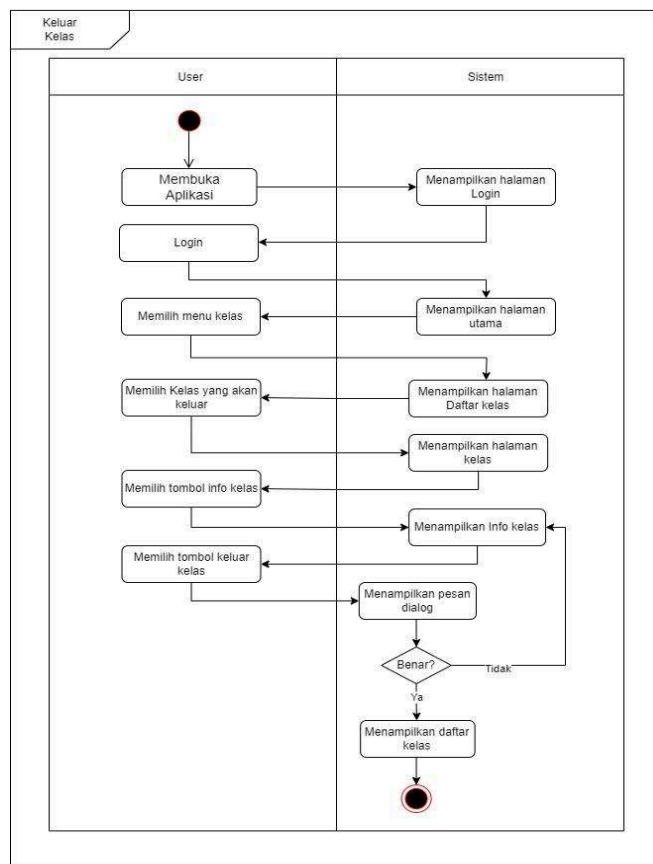 Keluar
Kelas
User
Sistem
Membuka
Aplikasi
Menampilkan halaman
Login
Login
Menampilkan halaman
utama
Memilih menu kelas
Menampilkan halaman
Daftar kelas
Memilih Kelas yang akan
keluar
Menampilkan halaman
kelas
Memilih tombol info kelas
Menampilkan Info kelas
Memilih tombol keluar
kelas
Menampilkan pesan
dialog
Benar?
Tidak
Ya
Menampilkan daftar
kelas